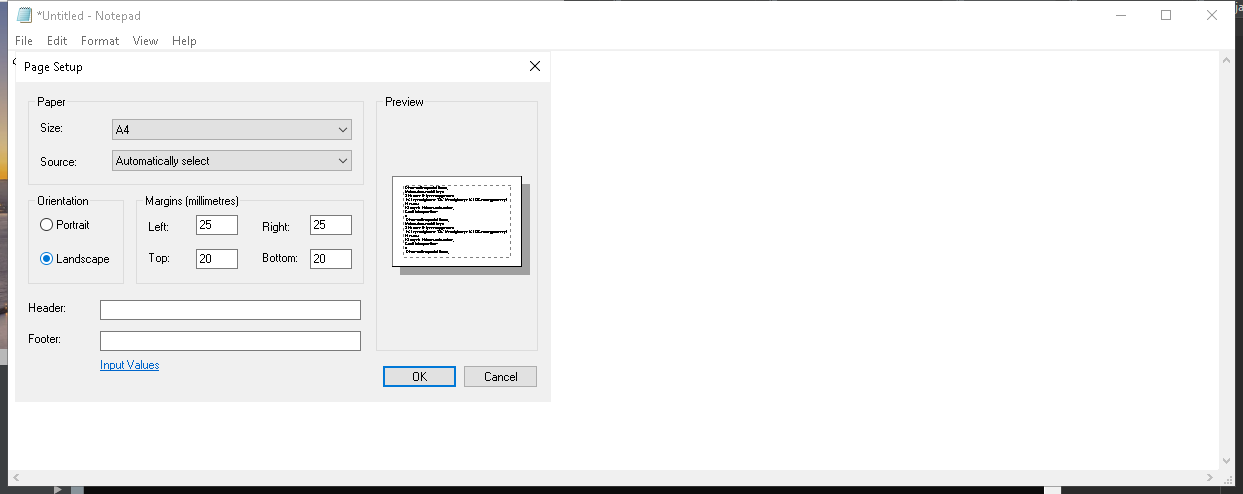 *Untitled - Notepad
File Edit Format View Help
Page Setup
Paper
Size: A4
Source: Automatically select
Orientation
Portrait
Landscape
Margins (millimetres)
Left: 25 Right: 25
Top: 20 Bottom: 20
Header:
Footer:
Input Values
Preview
OK Cancel